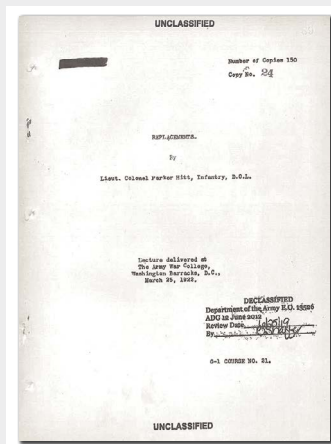 UNCLASSIFIED
Number of Copies 150
Copy No. 24
REPLACEMENTS.
By
Lieut. Colonel Parker Hitt, Infantry, D.O.L.
Lecture delivered at
The Army War College,
Washington Barracks, D.C.,
March 25, 1922.
DECLASSIFIED
Department of the Army E.O. 13526
ADG 12 June 2012
Review Date
By
G-1 COURSE NO. 21.
UNCLASSIFIED